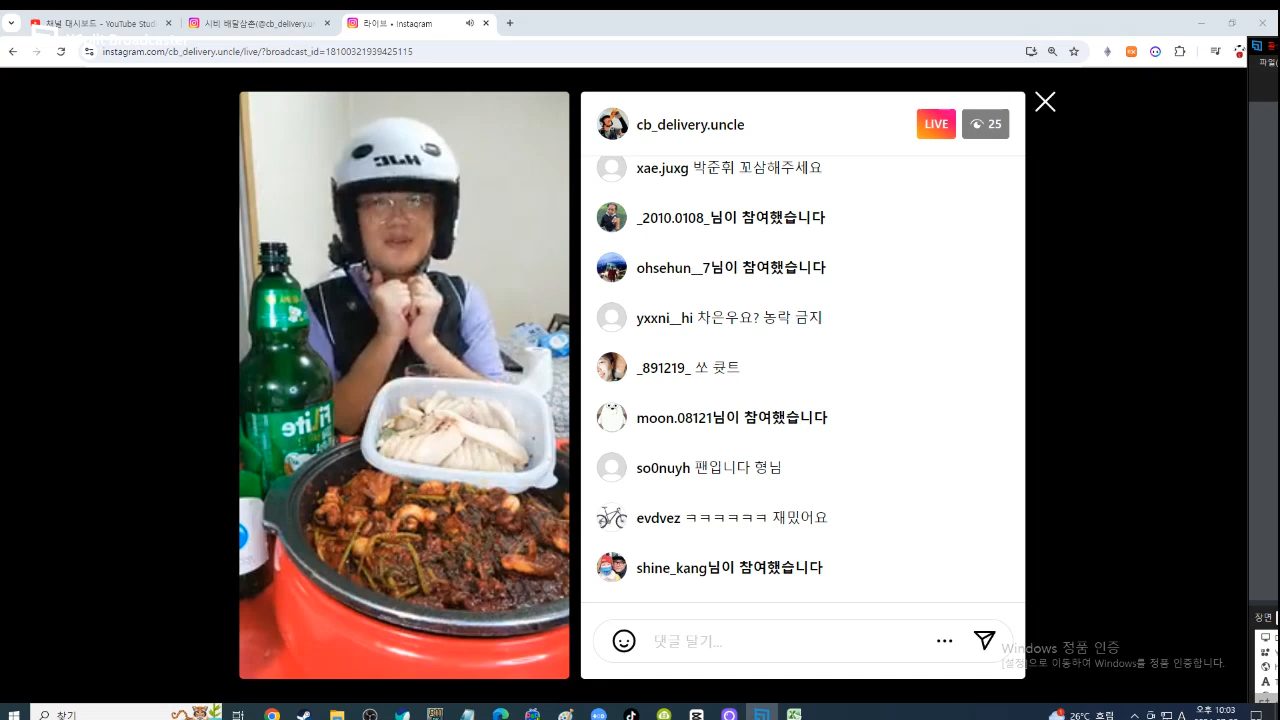 채널 대시보드 - YouTube Studi
시비 배달삼촌(@cb_delivery.u
라이브 • Instagram
instagram.com/cb_delivery.uncle/live/?broadcast_id=18100321939425115
파일(
HJC
FiLite
cb_delivery.uncle
LIVE
25
xae.juxg 박준휘 꼬삼해주세요
_2010.0108_님이 참여했습니다
ohsehun__7님이 참여했습니다
yxxni__hi 차은우요? 농락 금지
_891219_ 쏘 큣트
moon.08121님이 참여했습니다
so0nuyh 팬입니다 형님
evdvez ㅋㅋㅋㅋㅋㅋ 재밌어요
shine_kang님이 참여했습니다
댓글 달기...
Windows 정품 인증
[설정]으로 이동하여 Windows를 정품 인증합니다.
장면
찾기
26°C 흐림
오후 10:03